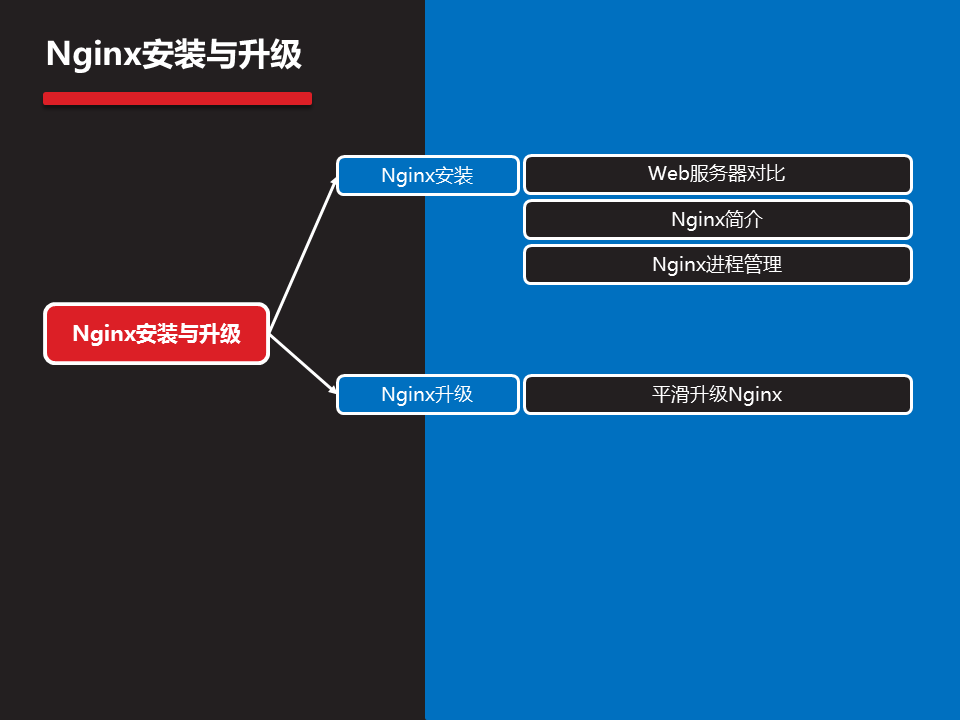 Nginx安装与升级
Nginx安装
Web服务器对比
Nginx简介
Nginx进程管理
Nginx安装与升级
Nginx升级
平滑升级Nginx